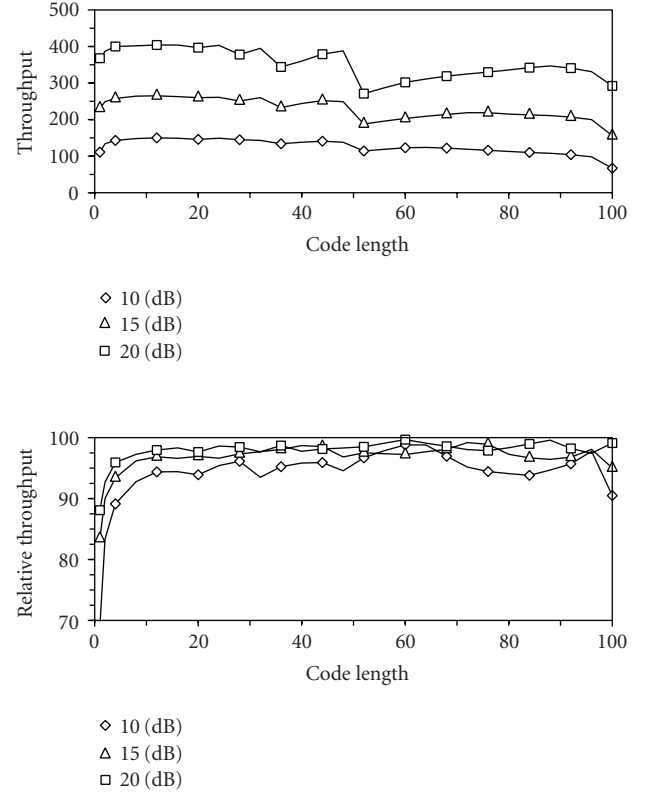 500
400
300
200
100
0
Throughput
0 20 40 60 80 100
Code length
10 (dB)
15 (dB)
20 (dB)
100
90
80
70
Relative throughput
0 20 40 60 80 100
Code length
10 (dB)
15 (dB)
20 (dB)